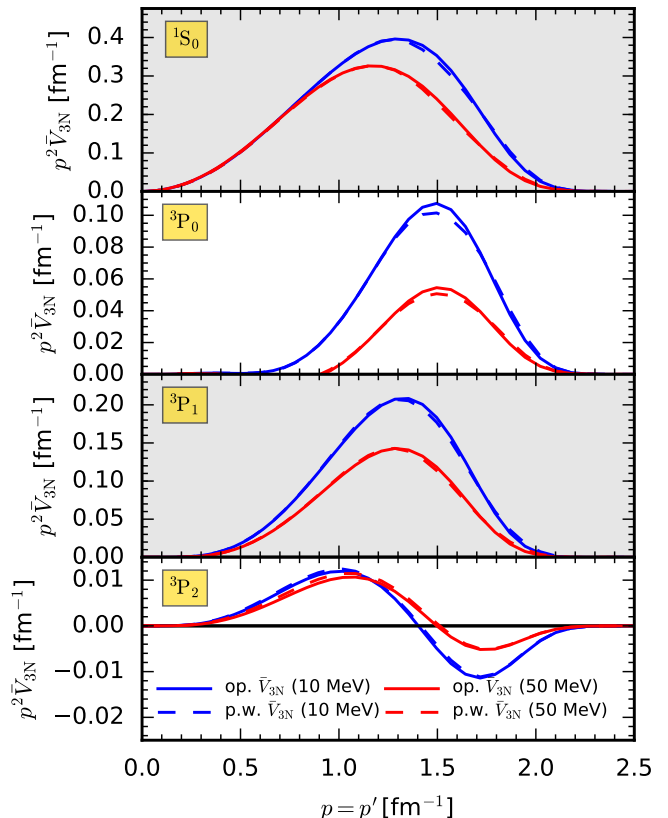 0.4
0.3
0.2
0.1
0.0
¹S₀
p² V̄₃N [fm⁻¹]
0.10
0.08
0.06
0.04
0.02
0.00
³P₀
p² V̄₃N [fm⁻¹]
0.20
0.15
0.10
0.05
0.00
³P₁
p² V̄₃N [fm⁻¹]
0.01
0.00
−0.01
−0.02
³P₂
p² V̄₃N [fm⁻¹]
op. V̄₃N (10 MeV)
p.w. V̄₃N (10 MeV)
op. V̄₃N (50 MeV)
p.w. V̄₃N (50 MeV)
0.0 0.5 1.0 1.5 2.0 2.5
p = p′ [fm⁻¹]